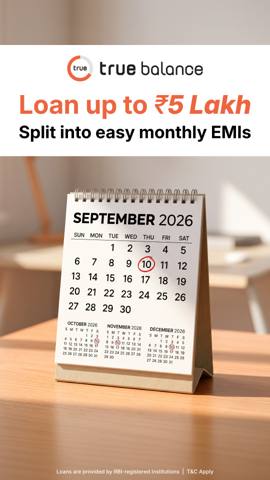 true
true balance
Loan up to ₹5 Lakh
Split into easy monthly EMIs
SEPTEMBER 2026
SUN MON TUE WED THU FRI SAT
1 2 3 4 5
6 7 8 9 10 11 12
13 14 15 16 17 18 19
20 21 22 23 24 25 26
27 28 29 30
OCTOBER 2026 NOVEMBER 2026 DECEMBER 2026
S M T W T F S S M T W T F S S M T W T F S
Loans are provided by RBI-registered Institutions | T&C Apply